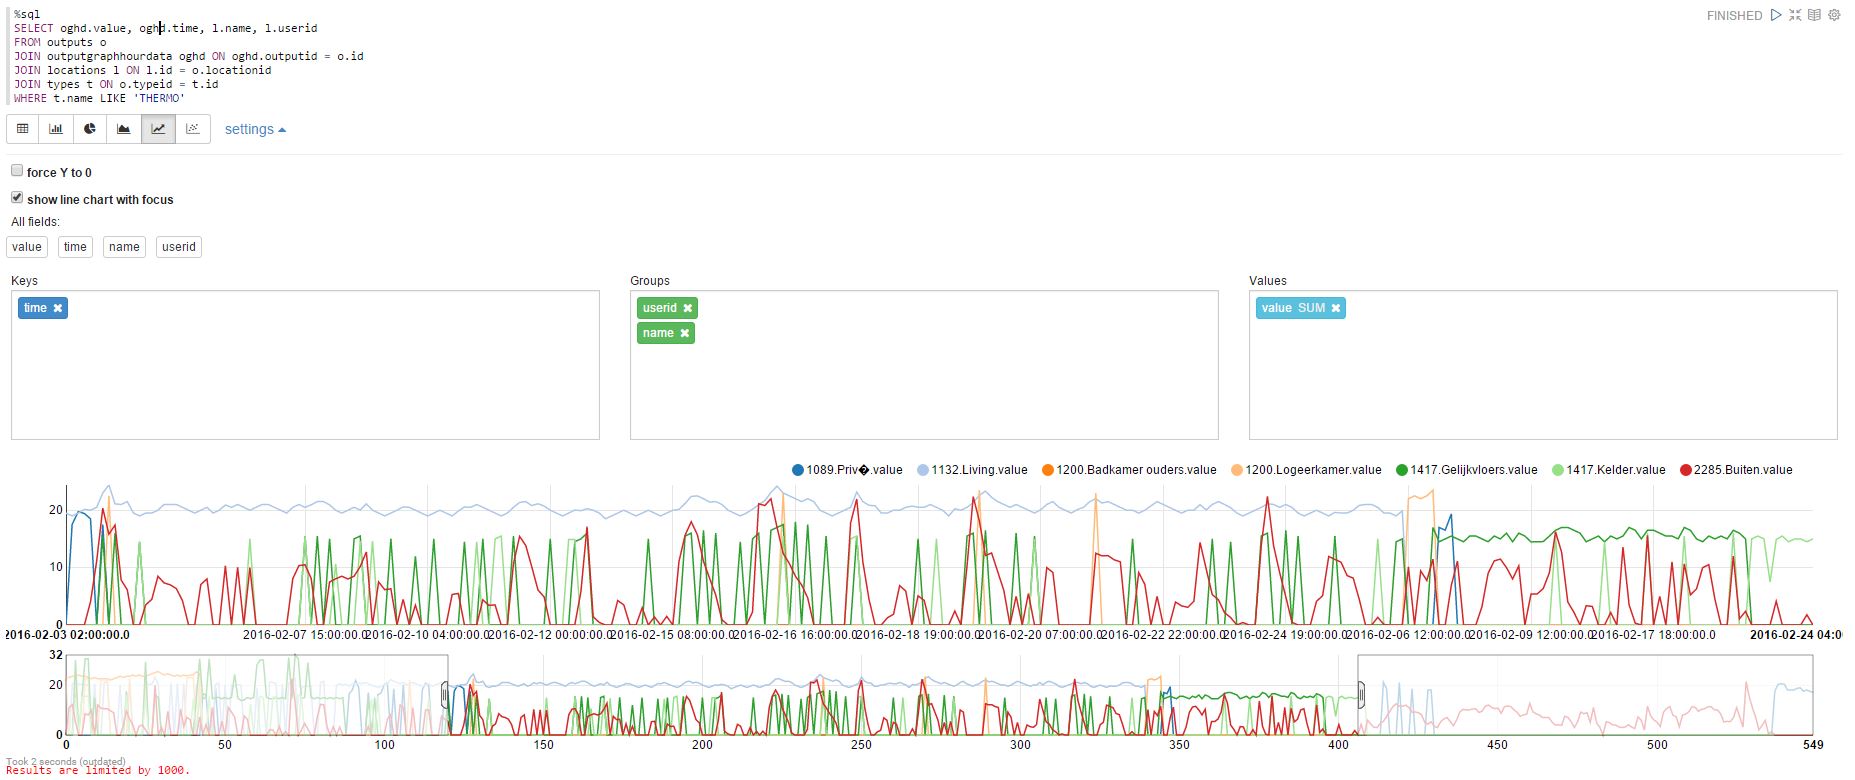 %sql
SELECT oghd.value, oghd.time, l.name, l.userid
FROM outputs o
JOIN outputgraphhourdata oghd ON oghd.outputid = o.id
JOIN locations l ON l.id = o.locationid
JOIN types t ON o.typeid = t.id
WHERE t.name LIKE 'THERMO'
FINISHED
settings
force Y to 0
show line chart with focus
All fields:
value time name userid
Keys Groups Values
time ✖ userid ✖ value SUM ✖
name ✖
1089.Priv�.value 1132.Living.value 1200.Badkamer ouders.value 1200.Logeerkamer.value 1417.Gelijkvloers.value 1417.Kelder.value 2285.Buiten.value
20
10
0
2016-02-03 02:00:00.0 2016-02-07 15:00:00.0 2016-02-10 04:00:00.0 2016-02-12 00:00:00.0 2016-02-15 08:00:00.0 2016-02-16 16:00:00.0 2016-02-18 19:00:00.0 2016-02-20 07:00:00.0 2016-02-22 22:00:00.0 2016-02-24 19:00:00.0 2016-02-06 12:00:00.0 2016-02-09 12:00:00.0 2016-02-17 18:00:00.0 2016-02-24 04:0
32
20
0
0 50 100 150 200 250 300 350 400 450 500 549
Took 2 seconds (outdated)
Results are limited by 1000.